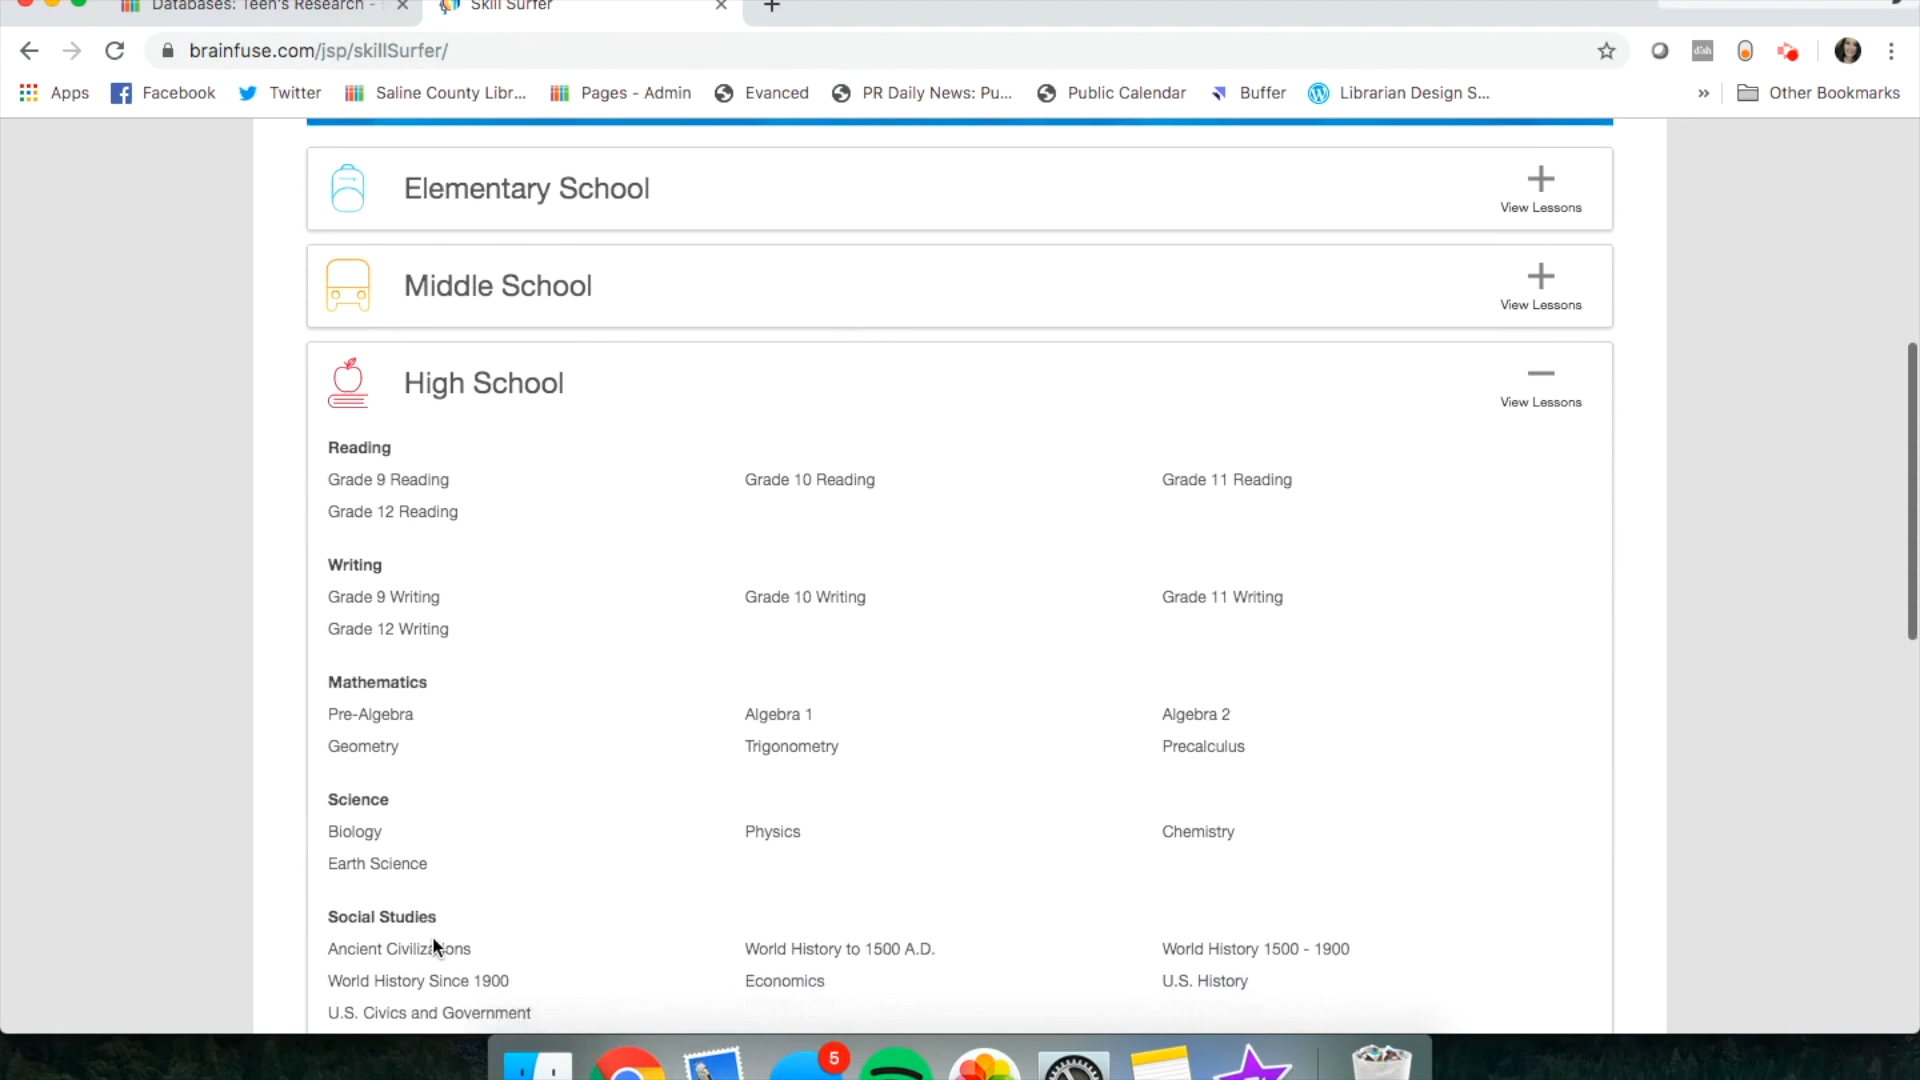 Databases: Teen's Research -
Skill Surfer
brainfuse.com/jsp/skillSurfer/
dish
Apps Facebook Twitter Saline County Libr... Pages - Admin Evanced PR Daily News: Pu... Public Calendar Buffer Librarian Design S... » Other Bookmarks
Elementary School
View Lessons
Middle School
View Lessons
High School
View Lessons
Reading
Grade 9 Reading Grade 10 Reading Grade 11 Reading
Grade 12 Reading
Writing
Grade 9 Writing Grade 10 Writing Grade 11 Writing
Grade 12 Writing
Mathematics
Pre-Algebra Algebra 1 Algebra 2
Geometry Trigonometry Precalculus
Science
Biology Physics Chemistry
Earth Science
Social Studies
Ancient Civilizations World History to 1500 A.D. World History 1500 - 1900
World History Since 1900 Economics U.S. History
U.S. Civics and Government
5